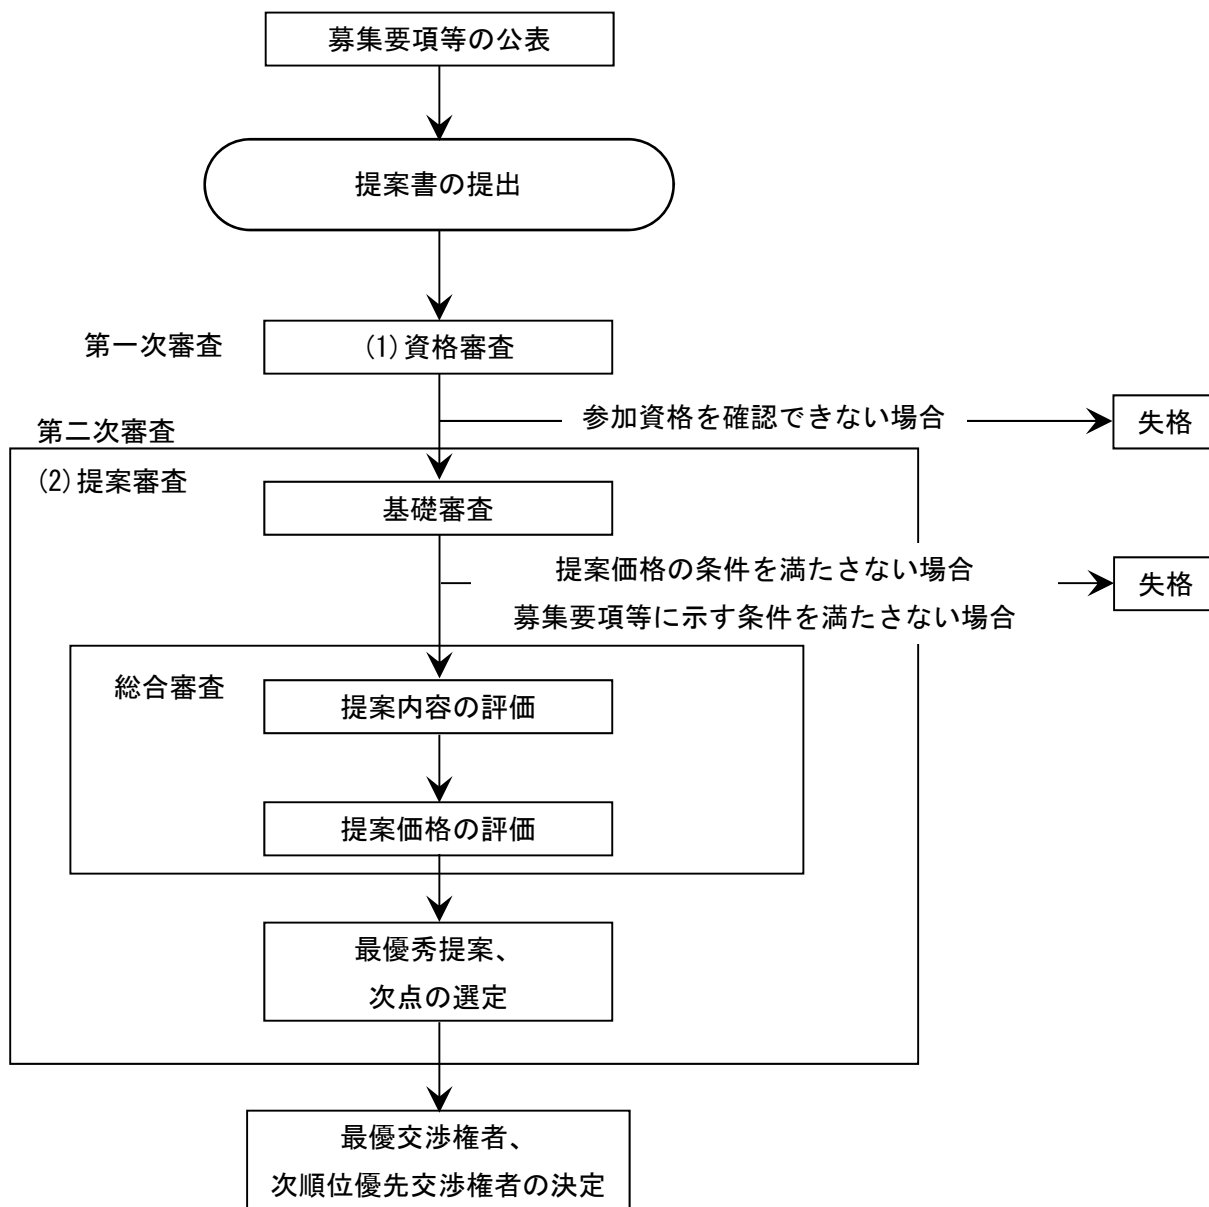 募集要項等の公表
提案書の提出
第一次審査
(1)資格審査
参加資格を確認できない場合
失格
第二次審査
(2)提案審査
基礎審査
提案価格の条件を満たさない場合
募集要項等に示す条件を満たさない場合
失格
総合審査
提案内容の評価
提案価格の評価
最優秀提案、
次点の選定
最優交渉権者、
次順位優先交渉権者の決定